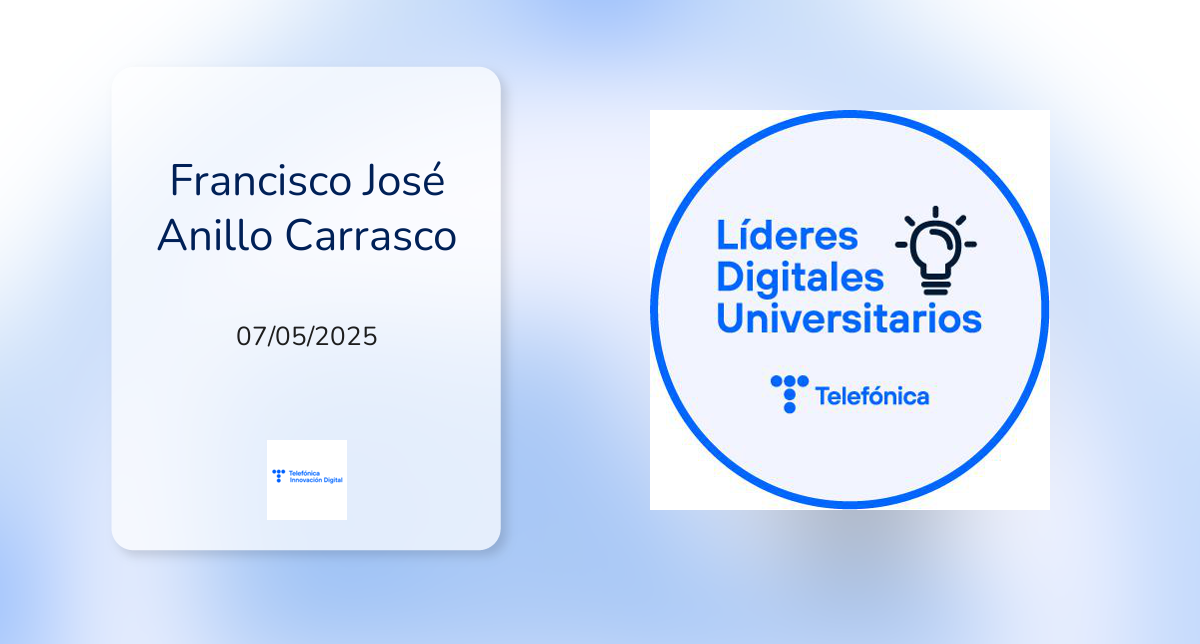 Francisco José
Anillo Carrasco
07/05/2025
Telefónica
Innovación Digital
Líderes
Digitales
Universitarios
Telefónica